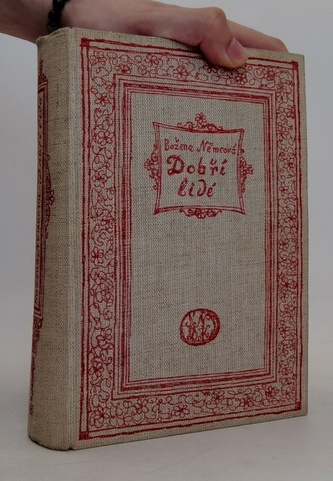 Božena Němcová
Dobří
lidé